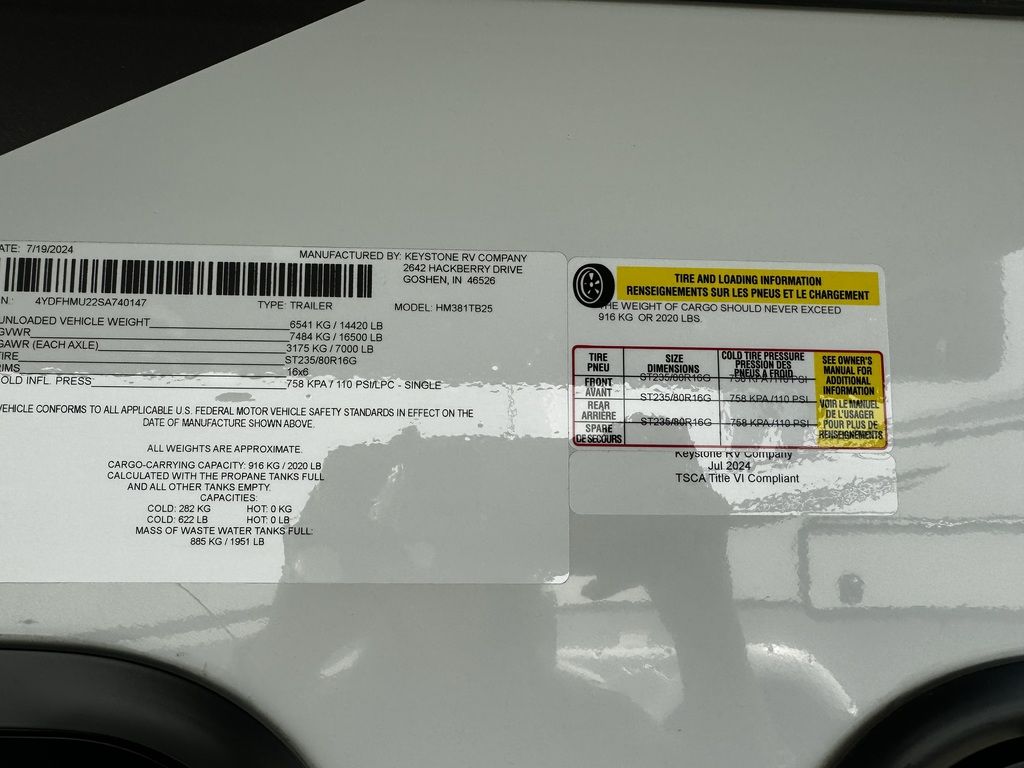 ATE: 7/19/2024
MANUFACTURED BY: KEYSTONE RV COMPANY
2642 HACKBERRY DRIVE
GOSHEN, IN 46526
N.: 4YDFHMU22SA740147 TYPE: TRAILER MODEL: HM381TB25
UNLOADED VEHICLE WEIGHT 6541 KG / 14420 LB
GVWR 7484 KG / 16500 LB
GAWR (EACH AXLE) 3175 KG / 7000 LB
TIRE ST235/80R16G
RIMS 16x6
OLD INFL. PRESS 758 KPA / 110 PSI/LPC - SINGLE
VEHICLE CONFORMS TO ALL APPLICABLE U.S. FEDERAL MOTOR VEHICLE SAFETY STANDARDS IN EFFECT ON THE
DATE OF MANUFACTURE SHOWN ABOVE.
ALL WEIGHTS ARE APPROXIMATE.
CARGO-CARRYING CAPACITY: 916 KG / 2020 LB
CALCULATED WITH THE PROPANE TANKS FULL
AND ALL OTHER TANKS EMPTY.
CAPACITIES:
COLD: 282 KG HOT: 0 KG
COLD: 622 LB HOT: 0 LB
MASS OF WASTE WATER TANKS FULL:
885 KG / 1951 LB
TIRE AND LOADING INFORMATION
RENSEIGNEMENTS SUR LES PNEUS ET LE CHARGEMENT
THE WEIGHT OF CARGO SHOULD NEVER EXCEED
916 KG OR 2020 LBS.
TIRE
PNEU
SIZE
DIMENSIONS
COLD TIRE PRESSURE
PRESSION DES
PNEUS A FROID
FRONT
AVANT
ST235/80R16G 758 KPA /110 PSI
REAR
ARRIÈRE
ST235/80R16G 758 KPA /110 PSI
SPARE
DE SECOURS
ST235/80R16G 758 KPA /110 PSI
SEE OWNER'S
MANUAL FOR
ADDITIONAL
INFORMATION
VOIR LE MANUEL
DE L'USAGER
POUR PLUS DE
RENSEIGNEMENTS
Keystone RV Company
Jul 2024
TSCA Title VI Compliant